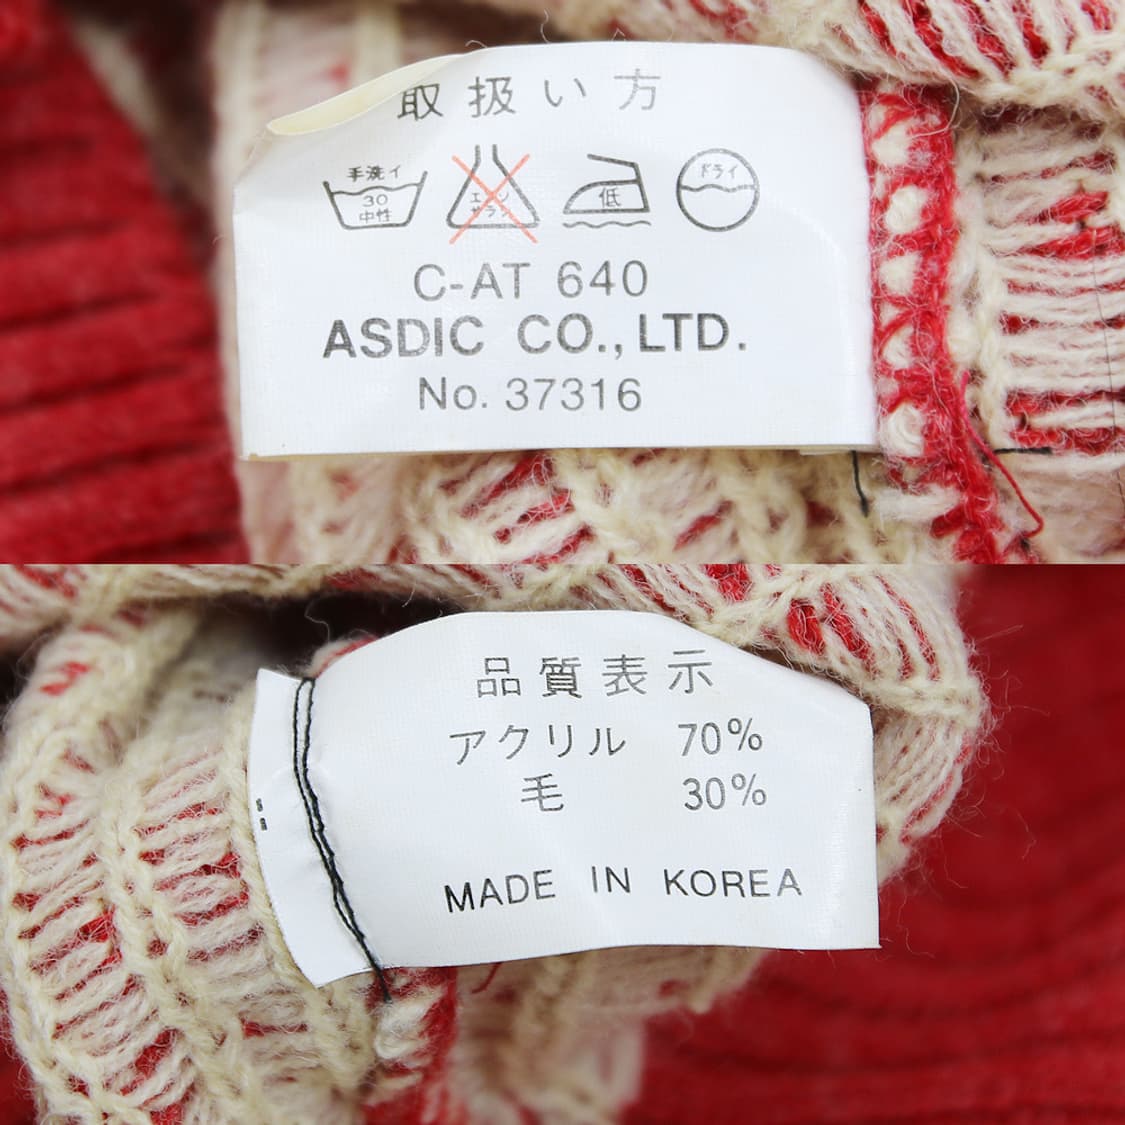 取扱い方
手洗イ
30
中性
エンソ
サラシ
低
ドライ
C-AT 640
ASDIC CO., LTD.
No. 37316
品質表示
アクリル 70%
毛 30%
MADE IN KOREA